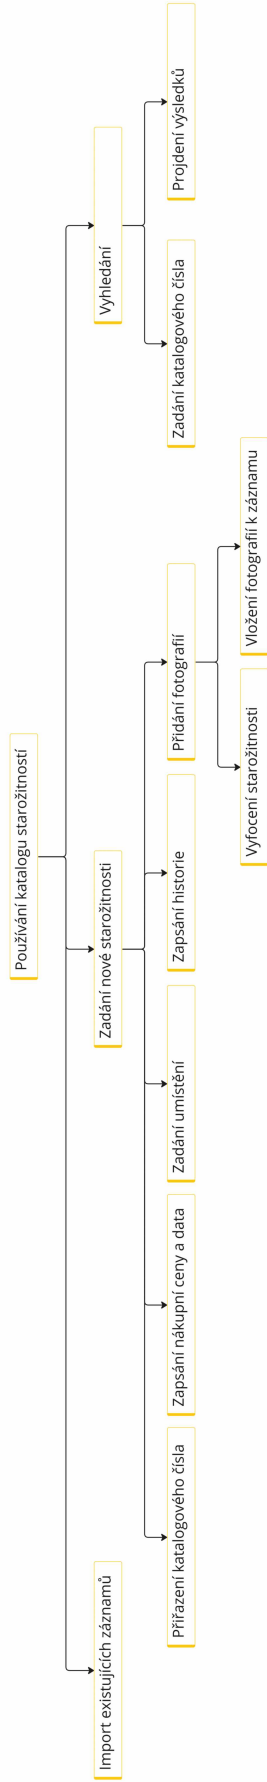 Používání katalogu starožitností
Import existujících záznamů
Zadání nové starožitnosti
Vyhledání
Přiřazení katalogového čísla
Zapsání nákupní ceny a data
Zadání umístění
Zapsání historie
Přidání fotografií
Zadání katalogového čísla
Projdení výsledků
Vyfocení starožitnosti
Vložení fotografií k záznamu